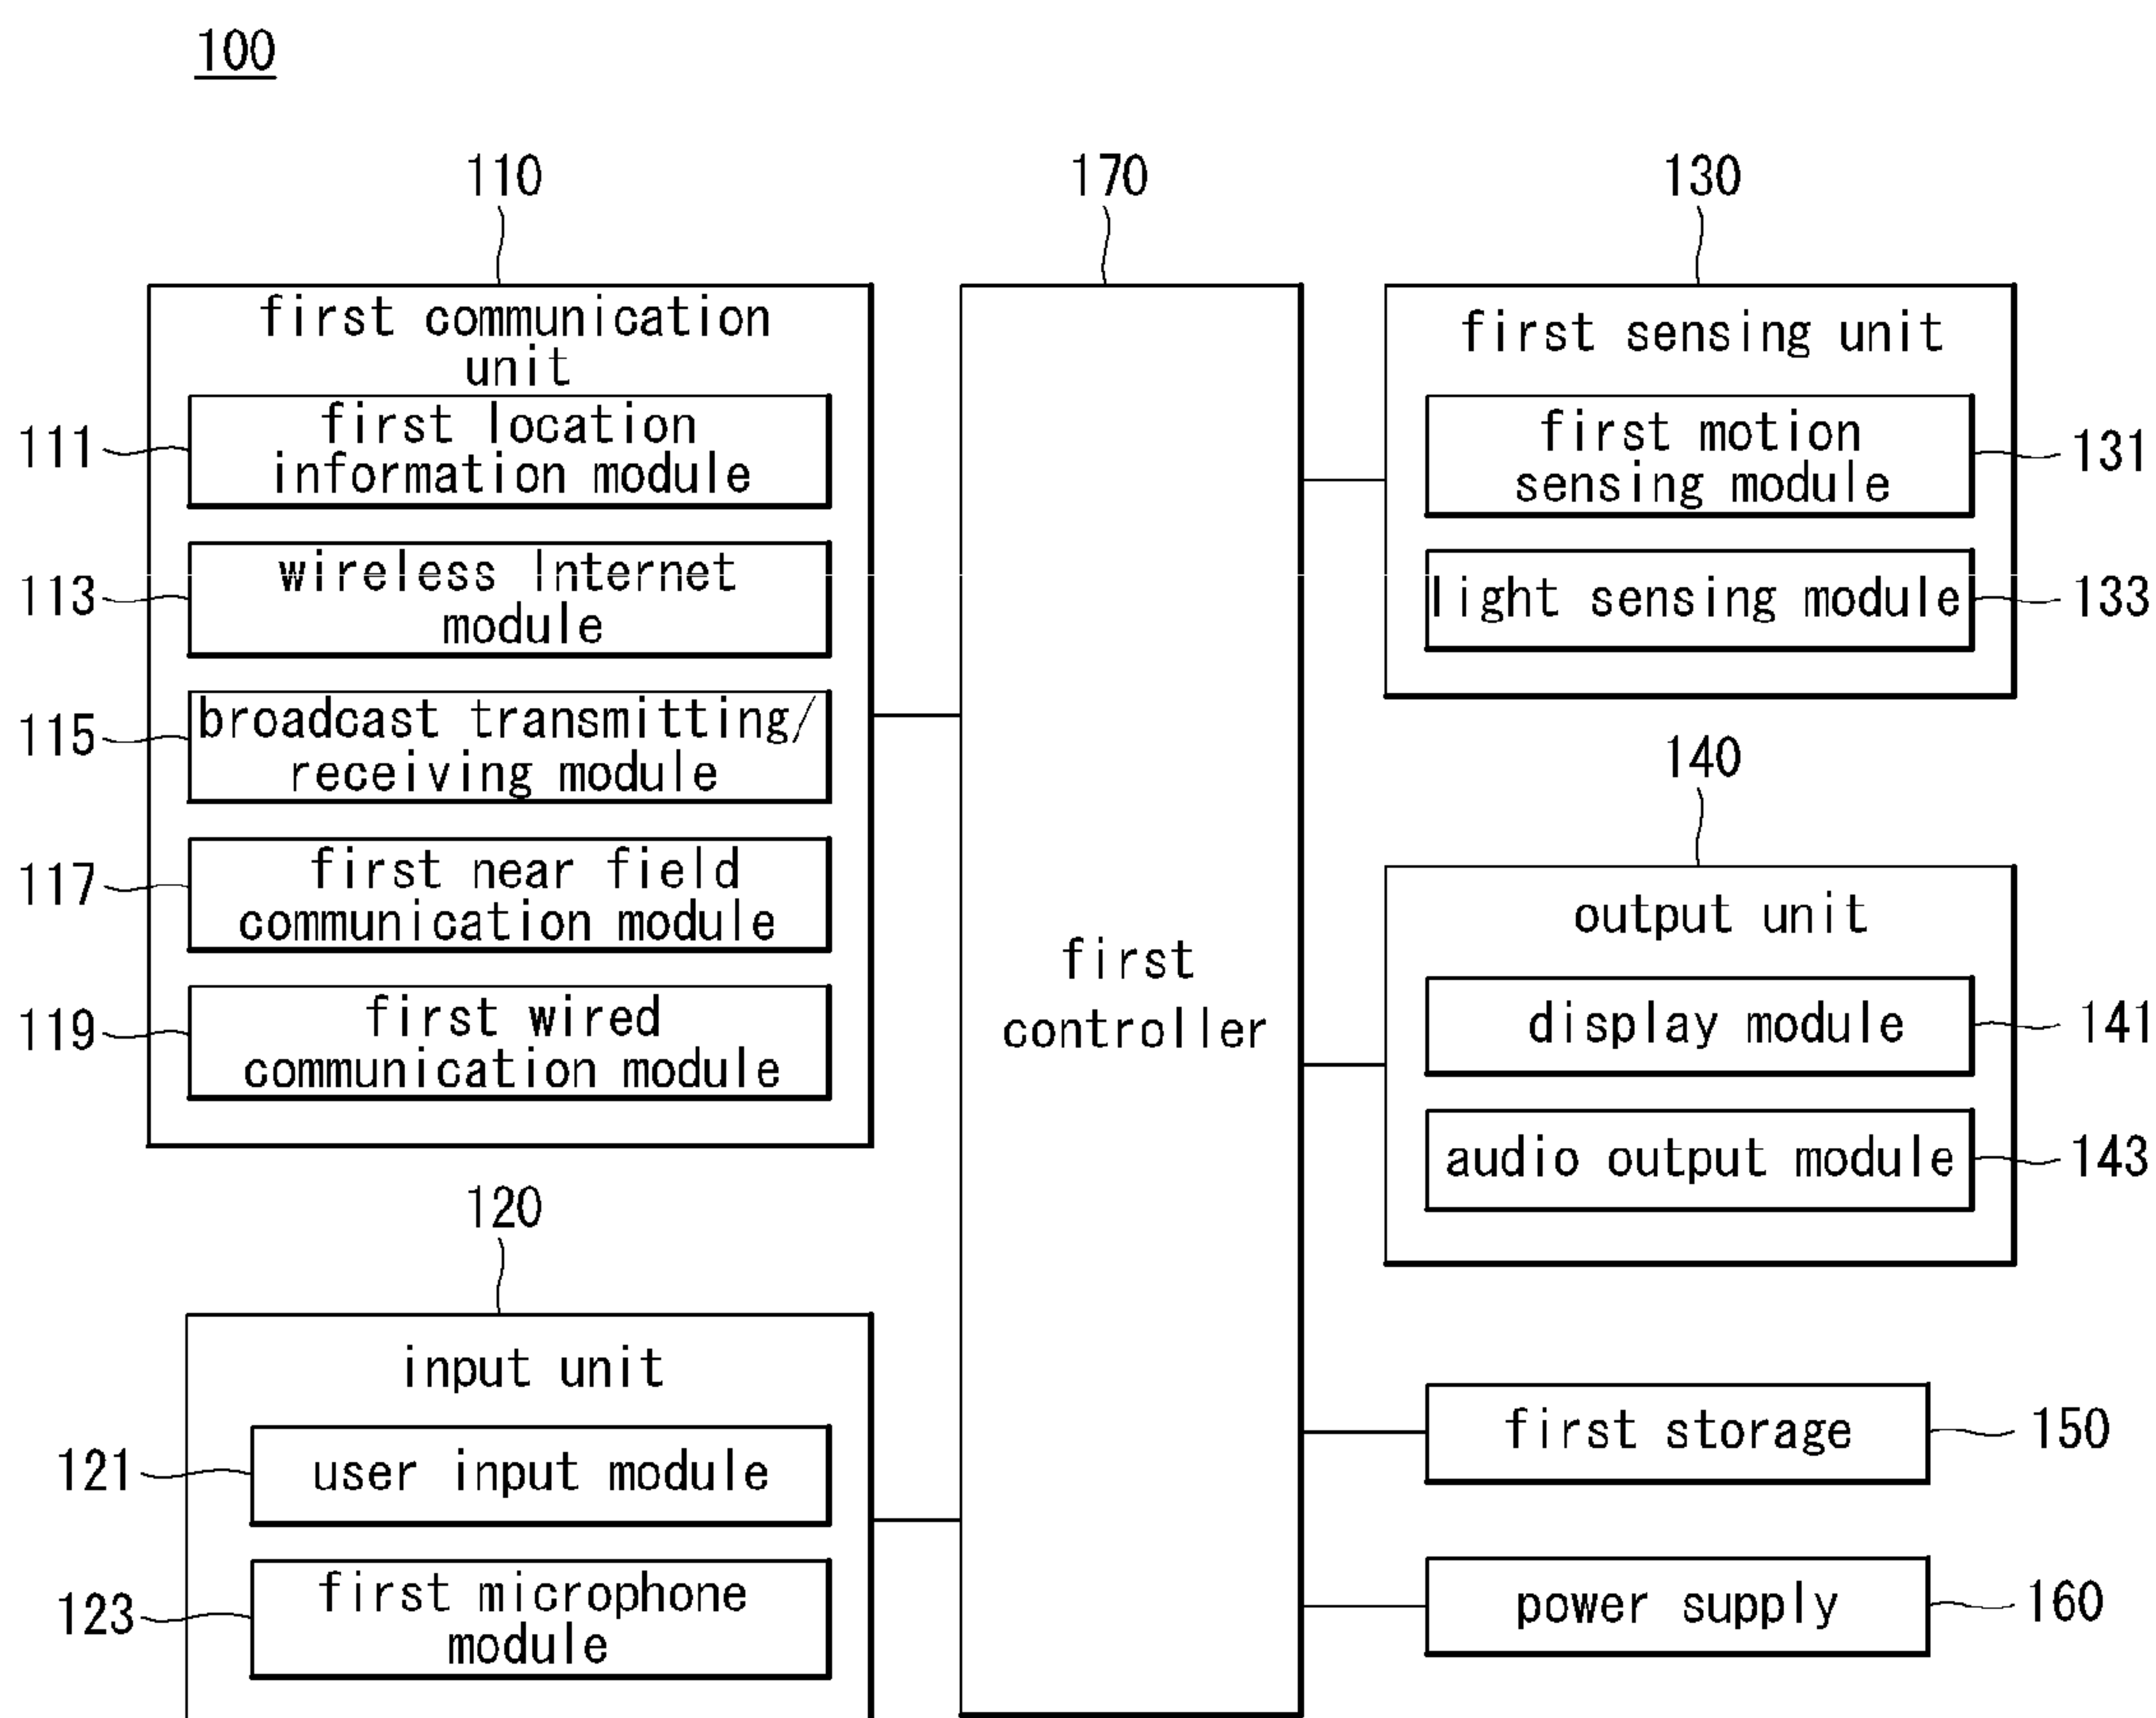 100
110
first communication
unit
111
first location
information module
113
wireless Internet
module
115
broadcast transmitting/
receiving module
117
first near field
communication module
119
first wired
communication module
120
input unit
121
user input module
123
first microphone
module
170
first
controller
130
first sensing unit
first motion
sensing module
131
light sensing module
133
140
output unit
display module
141
audio output module
143
first storage
150
power supply
160